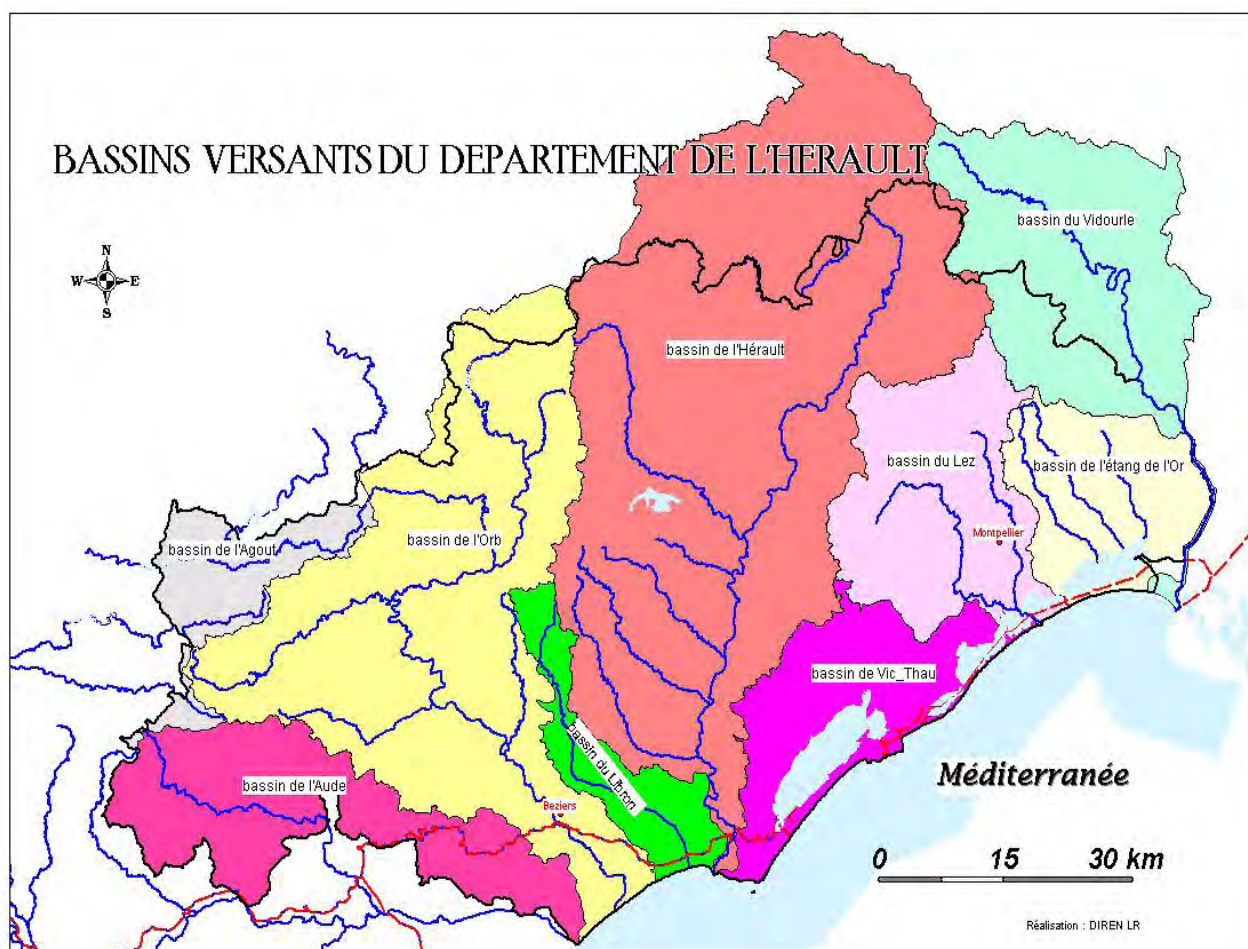 BASSINS VERSANTS DU DEPARTEMENT DE L'HERAULT
N
W E
S
bassin du Vidourle
bassin de l'Hérault
bassin du Lez
bassin de l'étang de l'Or
Montpellier
bassin de l'Agout
bassin de l'Orb
bassin de Vic_Thau
bassin du Libron
bassin de l'Aude
Beziers
Méditerranée
0 15 30 km
Réalisation : DIREN LR